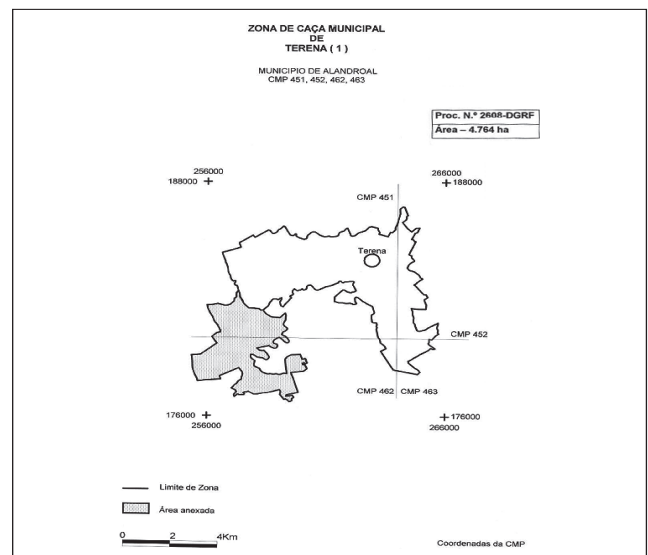 ZONA DE CAÇA MUNICIPAL
DE
TERENA ( 1 )
MUNICIPIO DE ALANDROAL
CMP 451, 452, 462, 463
Proc. N.º 2608-DGRF
Área – 4.764 ha
256000
188000
266000
188000
CMP 451
Terena
CMP 452
CMP 462
CMP 463
176000
256000
176000
266000
Limite de Zona
Área anexada
0 2 4Km
Coordenadas da CMP